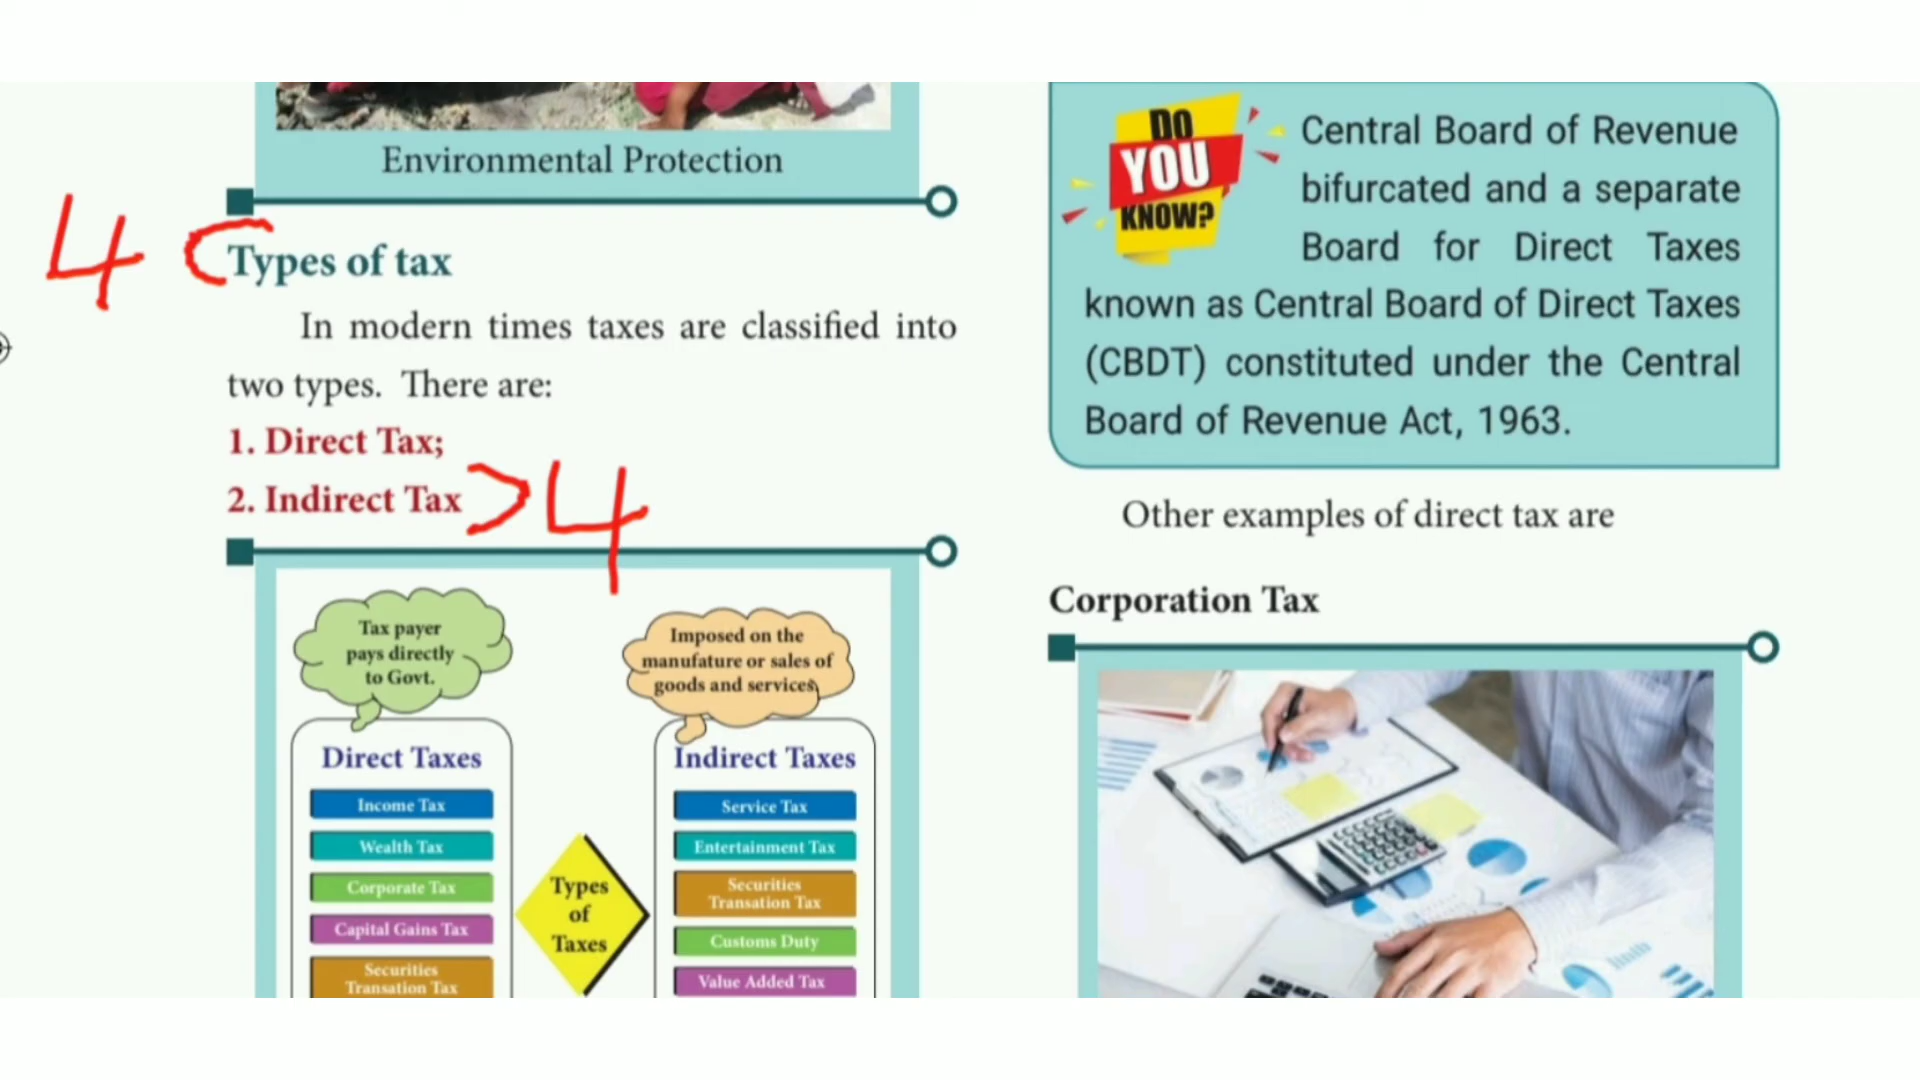 Environmental Protection
4
Types of tax
In modern times taxes are classified into
two types. There are:
1. Direct Tax;
2. Indirect Tax
4
Tax payer
pays directly
to Govt.
Imposed on the
manufature or sales of
goods and services
Direct Taxes
Income Tax
Wealth Tax
Corporate Tax
Capital Gains Tax
Securities
Transation Tax
Types
of
Taxes
Indirect Taxes
Service Tax
Entertainment Tax
Securities
Transation Tax
Customs Duty
Value Added Tax
DO
YOU
KNOW?
Central Board of Revenue
bifurcated and a separate
Board for Direct Taxes
known as Central Board of Direct Taxes
(CBDT) constituted under the Central
Board of Revenue Act, 1963.
Other examples of direct tax are
Corporation Tax